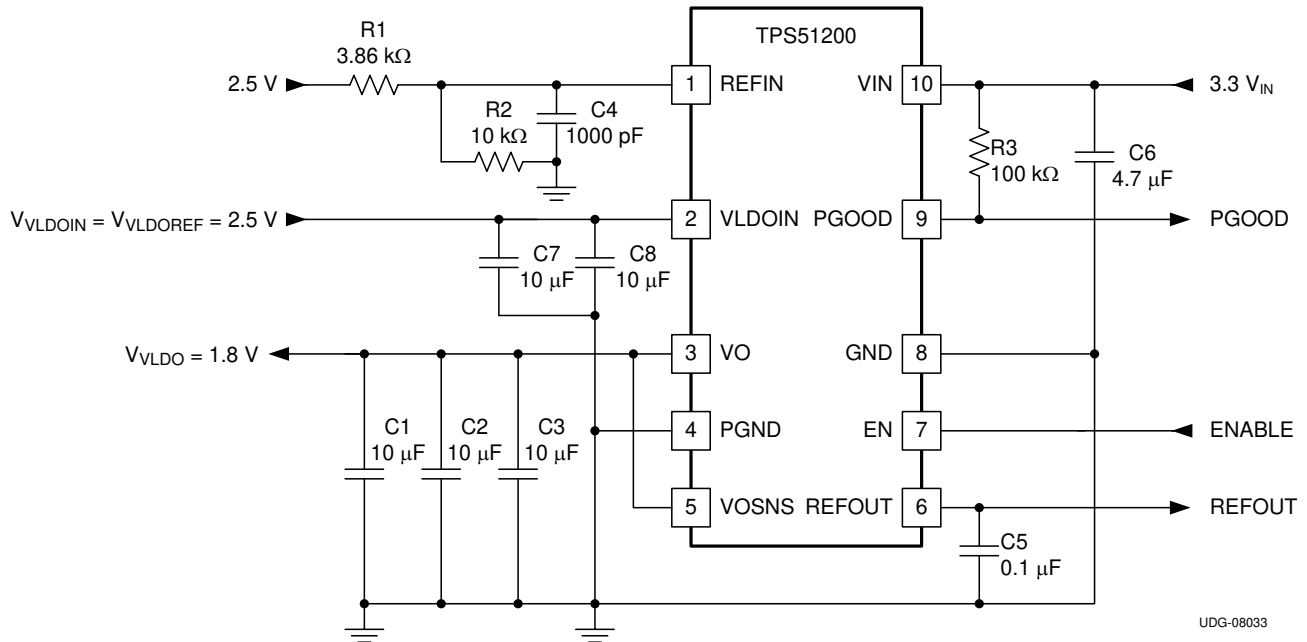 TPS51200
R1
3.86 kΩ
2.5 V
1
REFIN
VIN
10
3.3 VIN
R2
10 kΩ
C4
1000 pF
R3
100 kΩ
C6
4.7 µF
VVLDOIN = VVLDOREF = 2.5 V
2
VLDOIN
PGOOD
9
PGOOD
C7
10 µF
C8
10 µF
VVLDO = 1.8 V
3
VO
GND
8
C1
10 µF
C2
10 µF
C3
10 µF
4
PGND
EN
7
ENABLE
5
VOSNS
REFOUT
6
REFOUT
C5
0.1 µF
UDG-08033